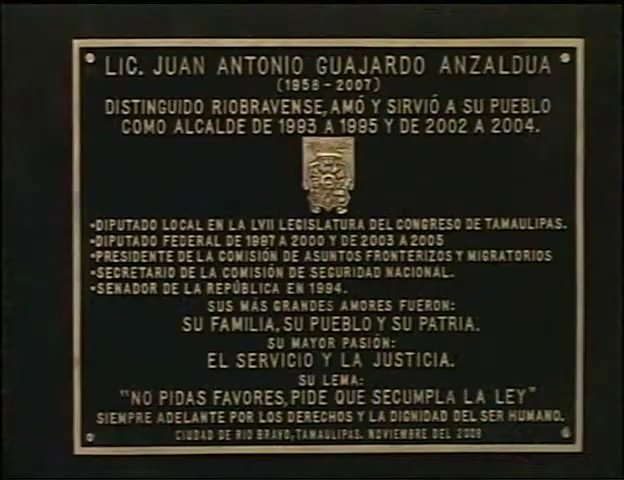 LIC. JUAN ANTONIO GUAJARDO ANZALDUA
(1958-2007)
DISTINGUIDO RIOBRAVENSE, AMÓ Y SIRVIÓ A SU PUEBLO
COMO ALCALDE DE 1993 A 1995 Y DE 2002 A 2004.
•DIPUTADO LOCAL EN LA LVII LEGISLATURA DEL CONGRESO DE TAMAULIPAS.
•DIPUTADO FEDERAL DE 1997 A 2000 Y DE 2003 A 2005
•PRESIDENTE DE LA COMISIÓN DE ASUNTOS FRONTERIZOS Y MIGRATORIOS
•SECRETARIO DE LA COMISIÓN DE SEGURIDAD NACIONAL.
•SENADOR DE LA REPÚBLICA EN 1994.
SUS MÁS GRANDES AMORES FUERON:
SU FAMILIA, SU PUEBLO Y SU PATRIA.
SU MAYOR PASIÓN:
EL SERVICIO Y LA JUSTICIA.
SU LEMA:
"NO PIDAS FAVORES, PIDE QUE SECUMPLA LA LEY"
SIEMPRE ADELANTE POR LOS DERECHOS Y LA DIGNIDAD DEL SER HUMANO.
CIUDAD DE RIO BRAVO, TAMAULIPAS. NOVIEMBRE DEL 2008